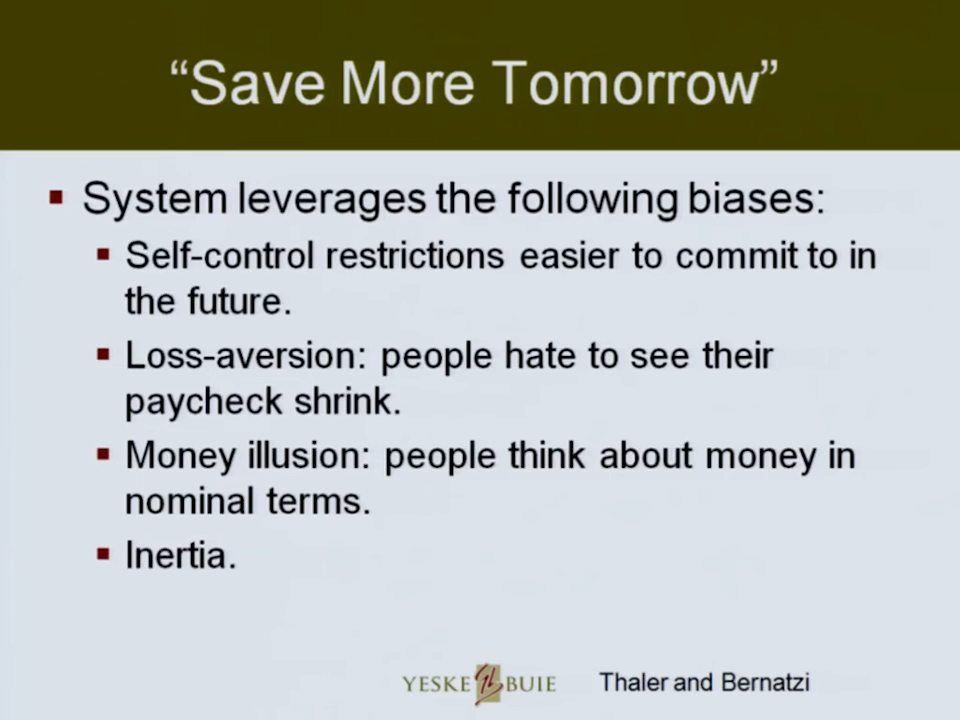 “Save More Tomorrow”
System leverages the following biases:
Self-control restrictions easier to commit to in
the future.
Loss-aversion: people hate to see their
paycheck shrink.
Money illusion: people think about money in
nominal terms.
Inertia.
YESKE BUIE
Thaler and Bernatzi